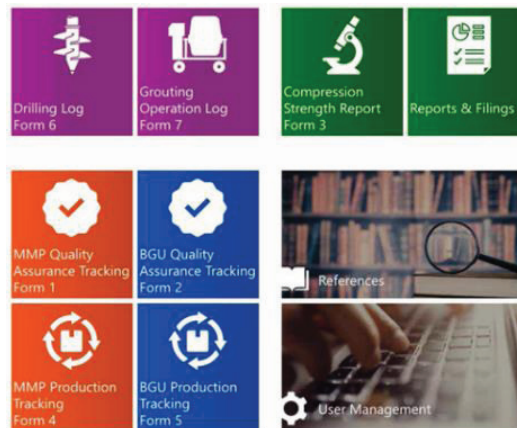 Drilling Log
Form 6
Grouting
Operation Log
Form 7
Compression
Strength Report
Form 3
Reports & Filings
MMP Quality
Assurance Tracking
Form 1
BGU Quality
Assurance Tracking
Form 2
References
MMP Production
Tracking
Form 4
BGU Production
Tracking
Form 5
User Management